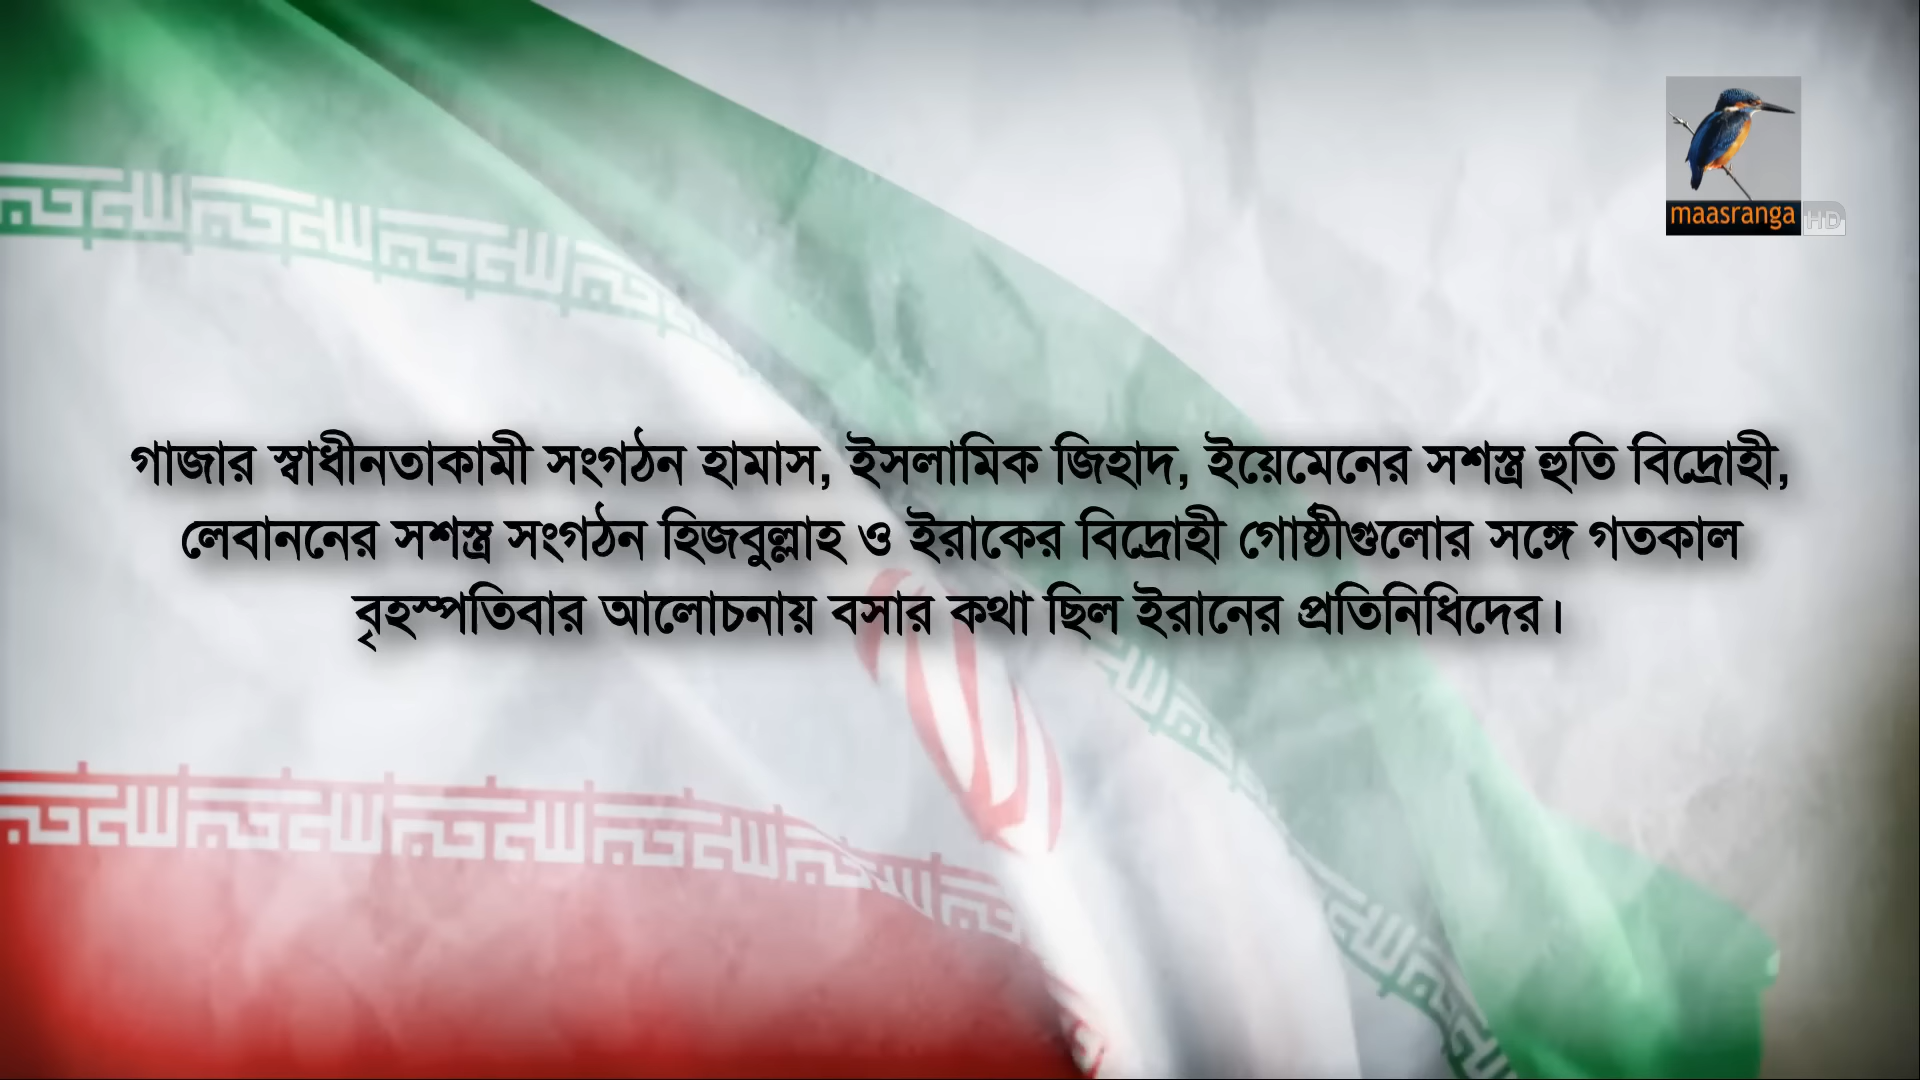 maasranga
HD
গাজার স্বাধীনতাকামী সংগঠন হামাস, ইসলামিক জিহাদ, ইয়েমেনের সশস্ত্র হুতি বিদ্রোহী,
লেবাননের সশস্ত্র সংগঠন হিজবুল্লাহ ও ইরাকের বিদ্রোহী গোষ্ঠীগুলোর সঙ্গে গতকাল
বৃহস্পতিবার আলোচনায় বসার কথা ছিল ইরানের প্রতিনিধিদের।